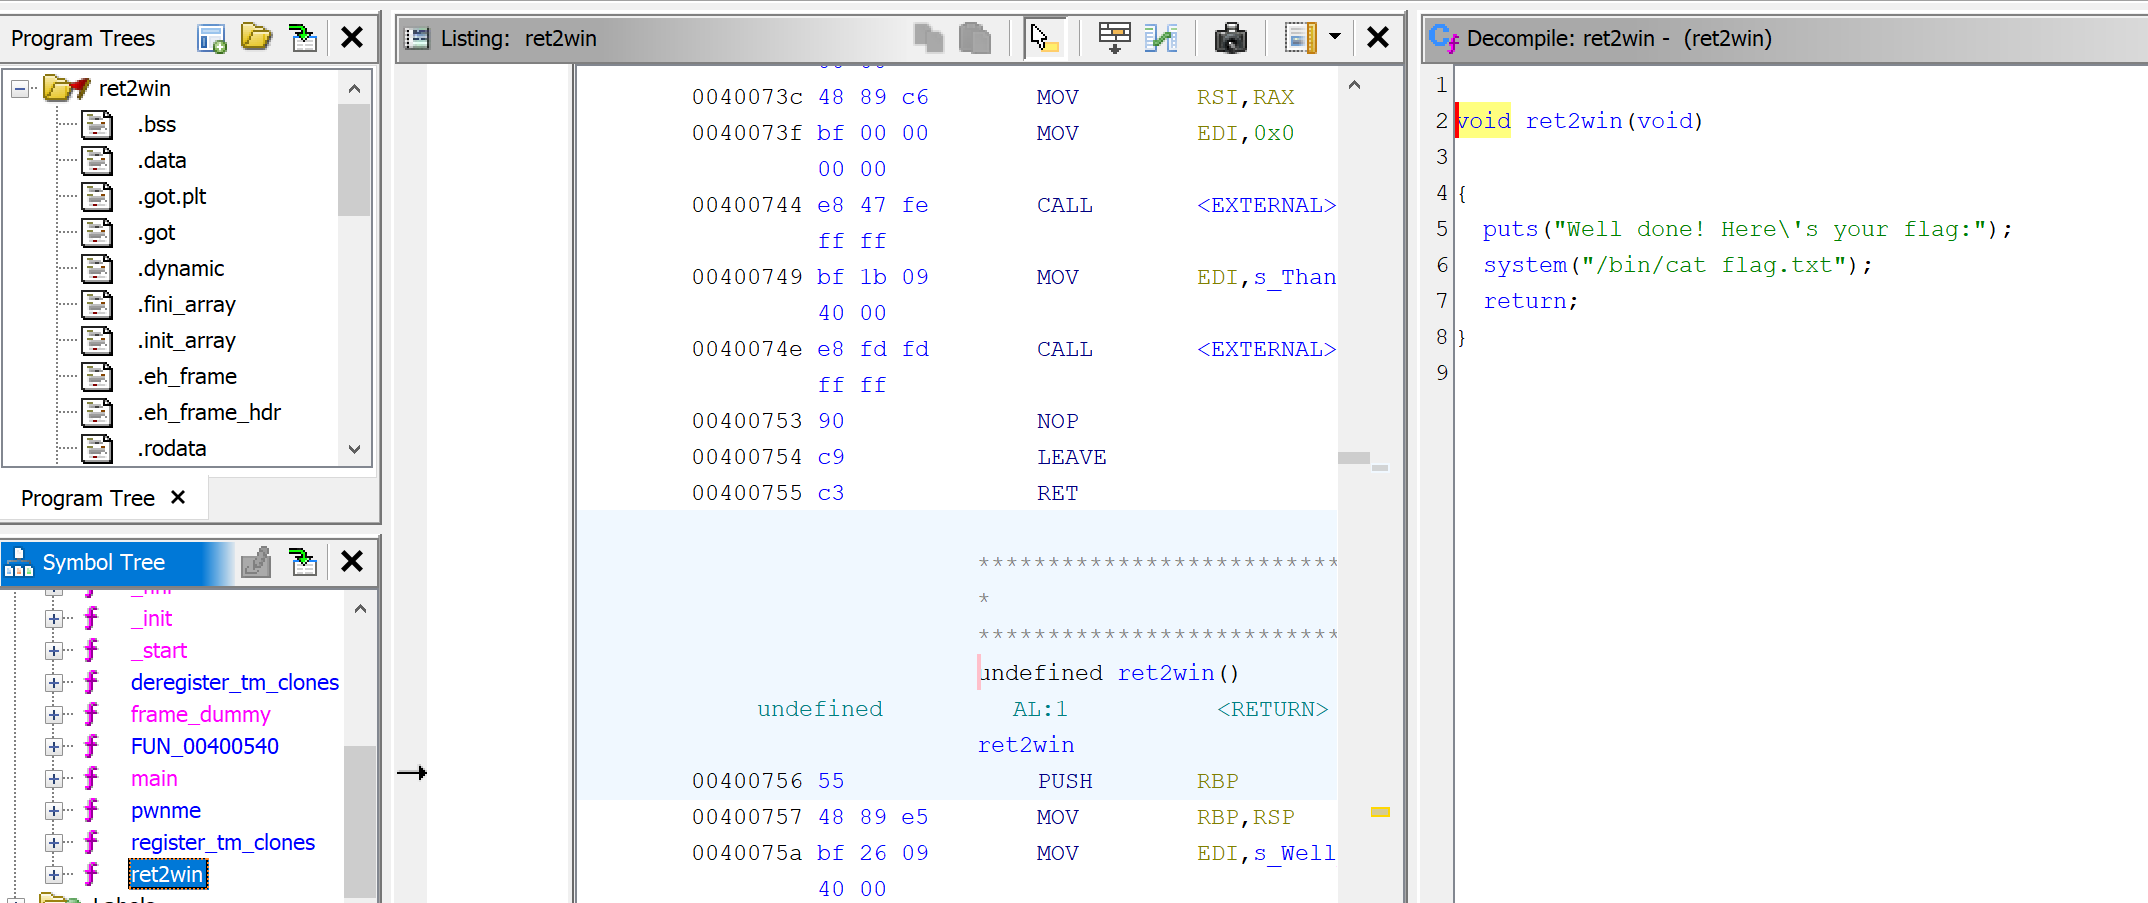 Program Trees
ret2win
.bss
.data
.got.plt
.got
.dynamic
.fini_array
.init_array
.eh_frame
.eh_frame_hdr
.rodata
Program Tree
Symbol Tree
_init
_start
deregister_tm_clones
frame_dummy
FUN_00400540
main
pwnme
register_tm_clones
ret2win
Listing: ret2win
0040073c 48 89 c6 MOV RSI,RAX
0040073f bf 00 00 MOV EDI,0x0
00 00
00400744 e8 47 fe CALL <EXTERNAL>
ff ff
00400749 bf 1b 09 MOV EDI,s_Than
40 00
0040074e e8 fd fd CALL <EXTERNAL>
ff ff
00400753 90 NOP
00400754 c9 LEAVE
00400755 c3 RET
**************************
*
**************************
undefined ret2win()
undefined AL:1 <RETURN>
ret2win
00400756 55 PUSH RBP
00400757 48 89 e5 MOV RBP,RSP
0040075a bf 26 09 MOV EDI,s_Well
40 00
Decompile: ret2win - (ret2win)
1
2 void ret2win(void)
3
4 {
5 puts("Well done! Here\'s your flag:");
6 system("/bin/cat flag.txt");
7 return;
8 }
9